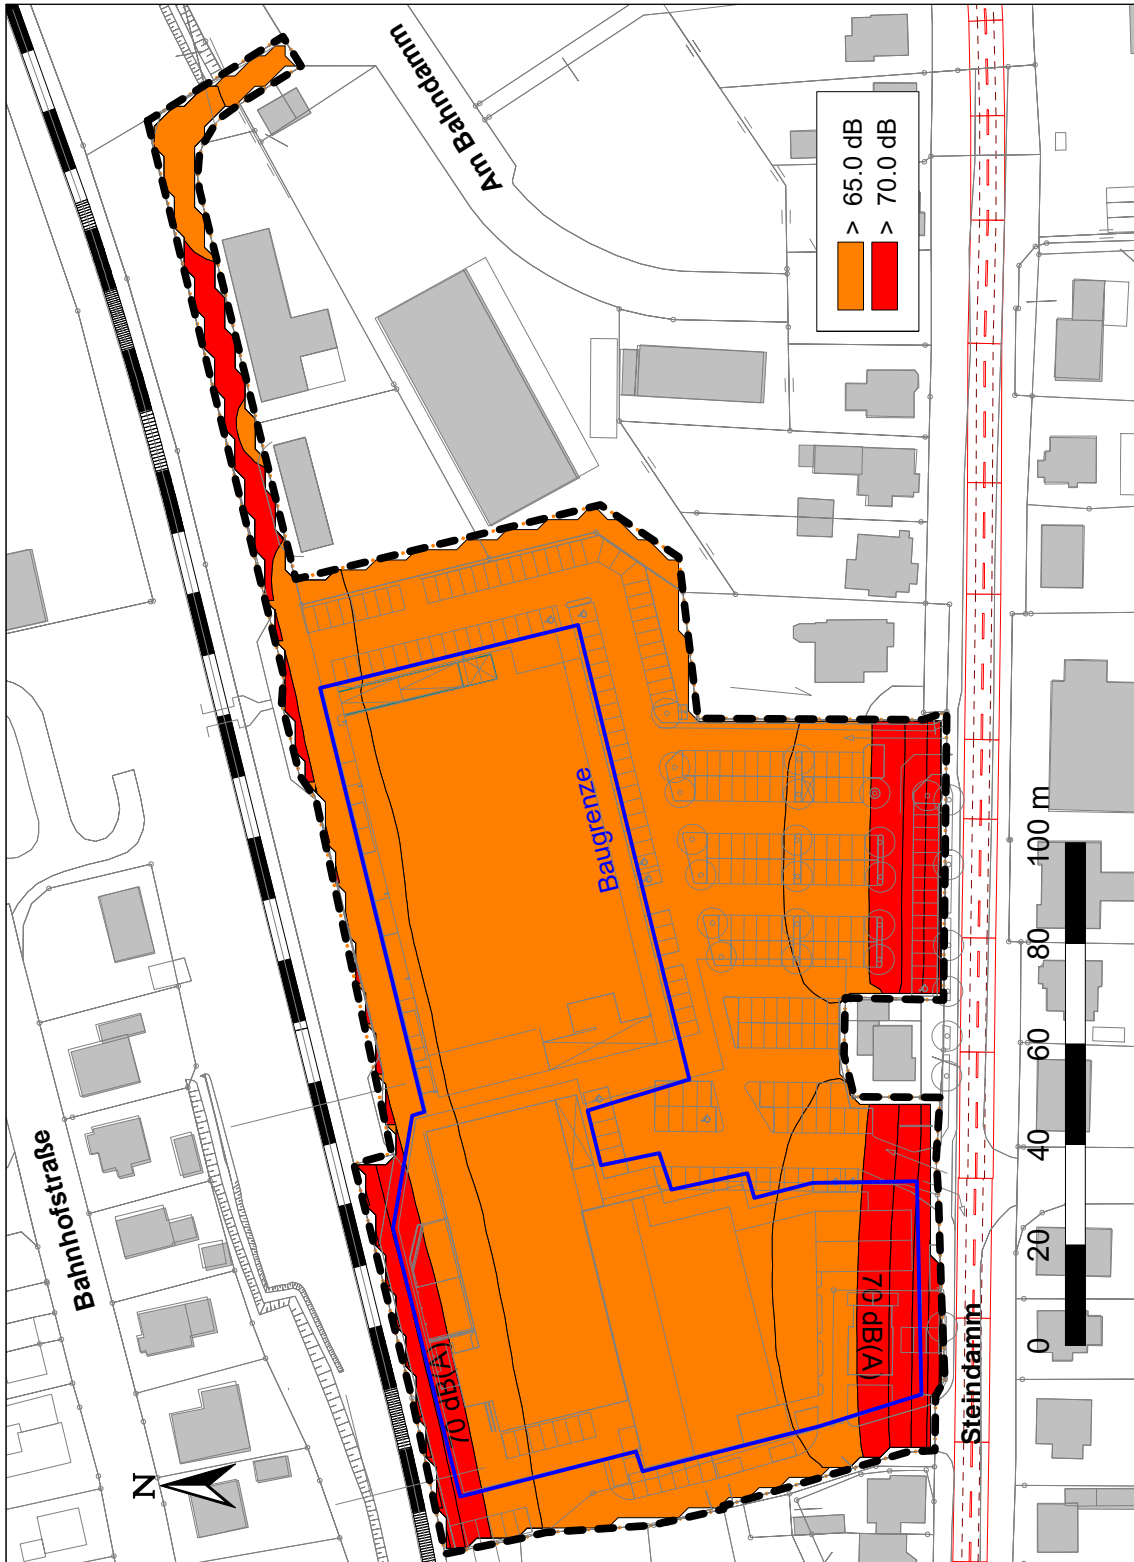 Am Bahndamm
> 65.0 dB
> 70.0 dB
Baugrenze
Bahnhofstraße
70 dB(A)
70 dB(A)
Steindamm
0
20
40
60
80
100 m
N